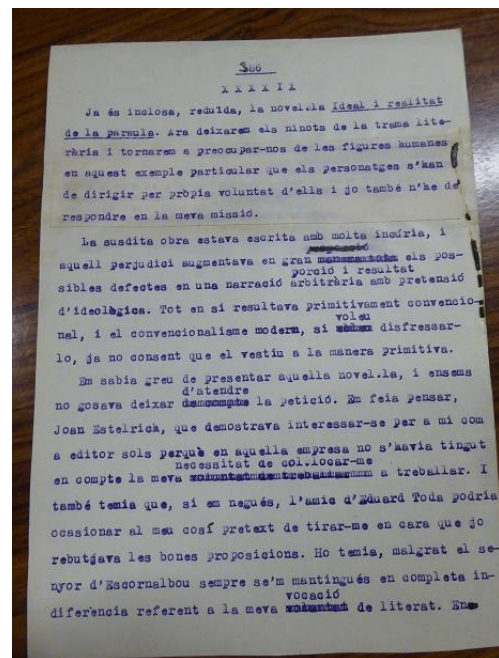 386
XXXXIX
Ja és inclosa, reduïda, la novel.la Ideal i realitat
de la paraula. Ara deixarem els ninots de la trama lite-
rària i tornarem a preocupar-nos de les figures humanes
en aquest exemple particular que els personatges s'han
de dirigir per pròpia voluntat d'ells i jo també n'he de
respondre en la meva missió.
La susdita obra estava escrita amb molta incúria, i
aquell perjudici augmentava en gran els pos-
porció i resultat
sibles defectes en una narració arbitrària amb pretensió
d'ideològica. Tot en si resultava primitivament convencio-
voleu
nal, i el convencionalisme modern, si disfressar-
lo, ja no consent que el vestiu a la manera primitiva.
Em sabia greu de presentar aquella novel.la, i ensems
d'atendre
no gosava deixar la petició. Em feia pensar,
Joan Estelrich, que demostrava interessar-se per a mi com
a editor sols perquè en aquella empresa no s'havia tingut
necessitat de col.locar-me
en compte la meva a treballar. I
també temia que, si em negués, l'amic d'Eduard Toda podria
ocasionar al meu cosí pretext de tirar-me en cara que jo
rebutjava les bones proposicions. Ho temia, malgrat el se-
nyor d'Escornalbou sempre se'm mantingués en completa in-
vocació
diferència referent a la meva voluntat de literat. En